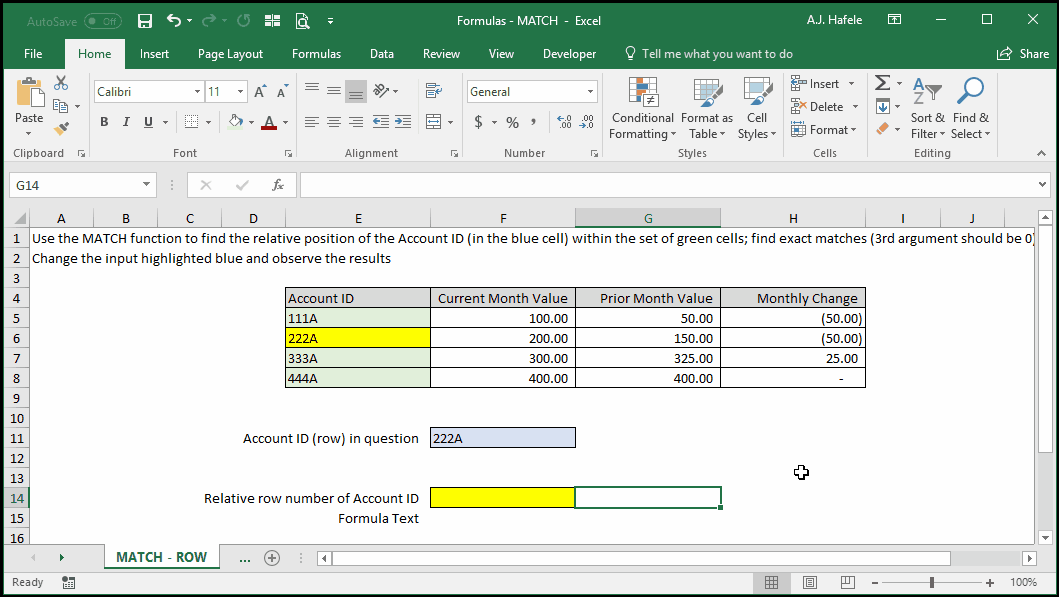 AutoSave Off Formulas - MATCH - Excel A.J. Hafele
File Home Insert Page Layout Formulas Data Review View Developer Tell me what you want to do Share
Calibri 11 General
Paste B I U $ % , Conditional Formatting Format as Table Cell Styles Insert Delete Format Sort & Filter Find & Select
Clipboard Font Alignment Number Styles Cells Editing
G14 fx
A B C D E F G H I J
1 Use the MATCH function to find the relative position of the Account ID (in the blue cell) within the set of green cells; find exact matches (3rd argument should be 0)
2 Change the input highlighted blue and observe the results
3
4 Account ID Current Month Value Prior Month Value Monthly Change
5 111A 100.00 50.00 (50.00)
6 222A 200.00 150.00 (50.00)
7 333A 300.00 325.00 25.00
8 444A 400.00 400.00 -
9
10
11 Account ID (row) in question 222A
12
13
14 Relative row number of Account ID
15 Formula Text
16
MATCH - ROW ...
Ready 100%